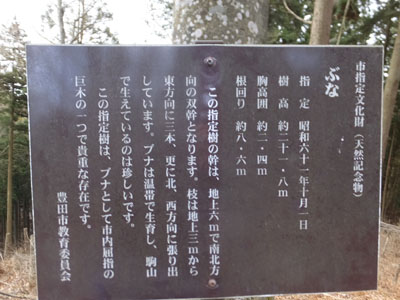 市指定文化財（天然記念物）
ぶな
指定 昭和六十一年十月一日
樹高 約二十一・八m
胸高囲 約二・四m
根回り 約八・六m
この指定樹の幹は、地上六mで南北方
向の双幹となります。枝は地上三mから
東方向に三本、更に北、西方向に張り出
しています。ブナは温帯で生育し、駒山
で生えているのは珍しいです。
この指定樹は、ブナとして市内屈指の
巨木の一つで貴重な存在です。
豊田市教育委員会